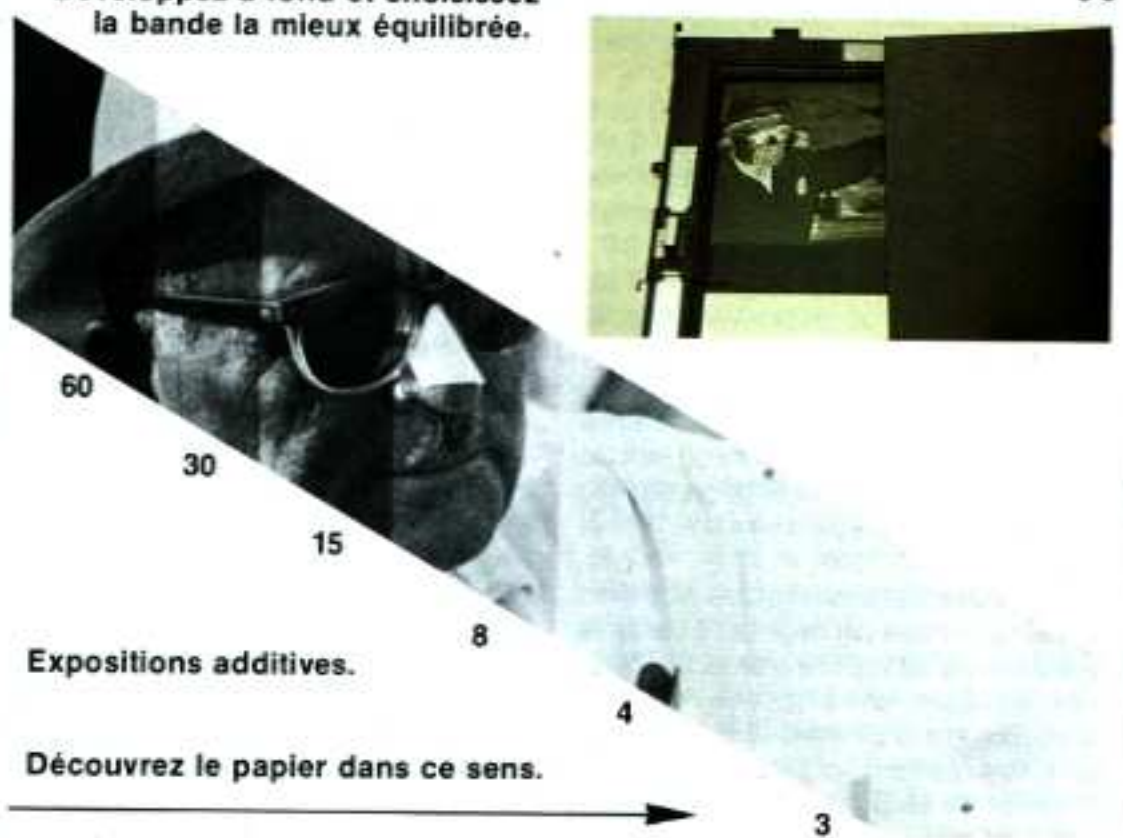 la bande la mieux équilibrée.
60
30
15
8
4
3
Expositions additives.
Découvrez le papier dans ce sens.